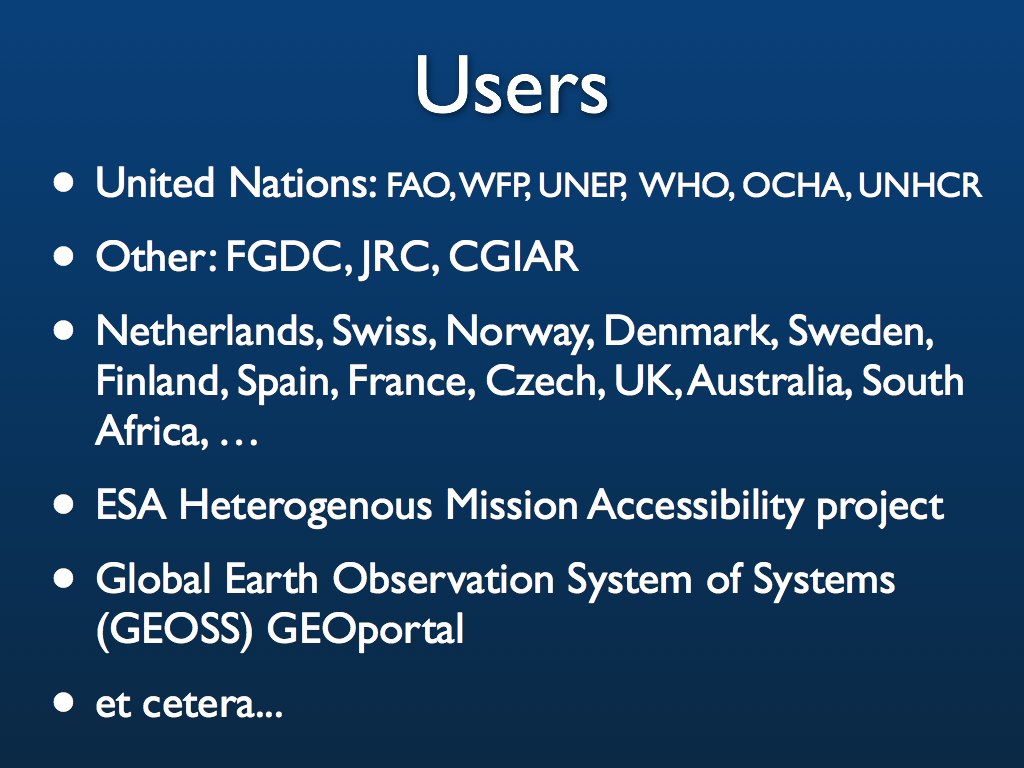 Users
• United Nations: FAO, WFP, UNEP, WHO, OCHA, UNHCR
• Other: FGDC, JRC, CGIAR
• Netherlands, Swiss, Norway, Denmark, Sweden,
Finland, Spain, France, Czech, UK, Australia, South
Africa, …
• ESA Heterogenous Mission Accessibility project
• Global Earth Observation System of Systems
(GEOSS) GEOportal
• et cetera...